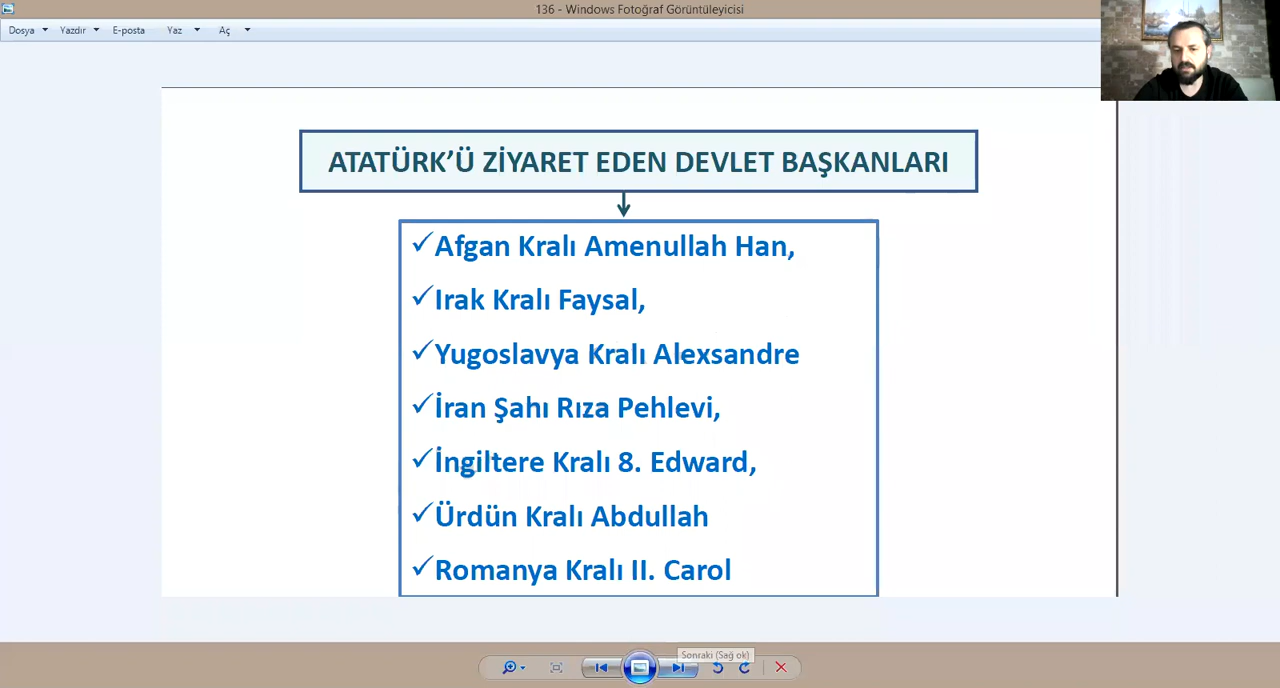 136 - Windows Fotoğraf Görüntüleyicisi
Dosya Yazdır E-posta Yaz Aç
ATATÜRK'Ü ZİYARET EDEN DEVLET BAŞKANLARI
✓Afgan Kralı Amenullah Han,
✓Irak Kralı Faysal,
✓Yugoslavya Kralı Alexsandre
✓İran Şahı Rıza Pehlevi,
✓İngiltere Kralı 8. Edward,
✓Ürdün Kralı Abdullah
✓Romanya Kralı II. Carol
Sonraki (Sağ ok)